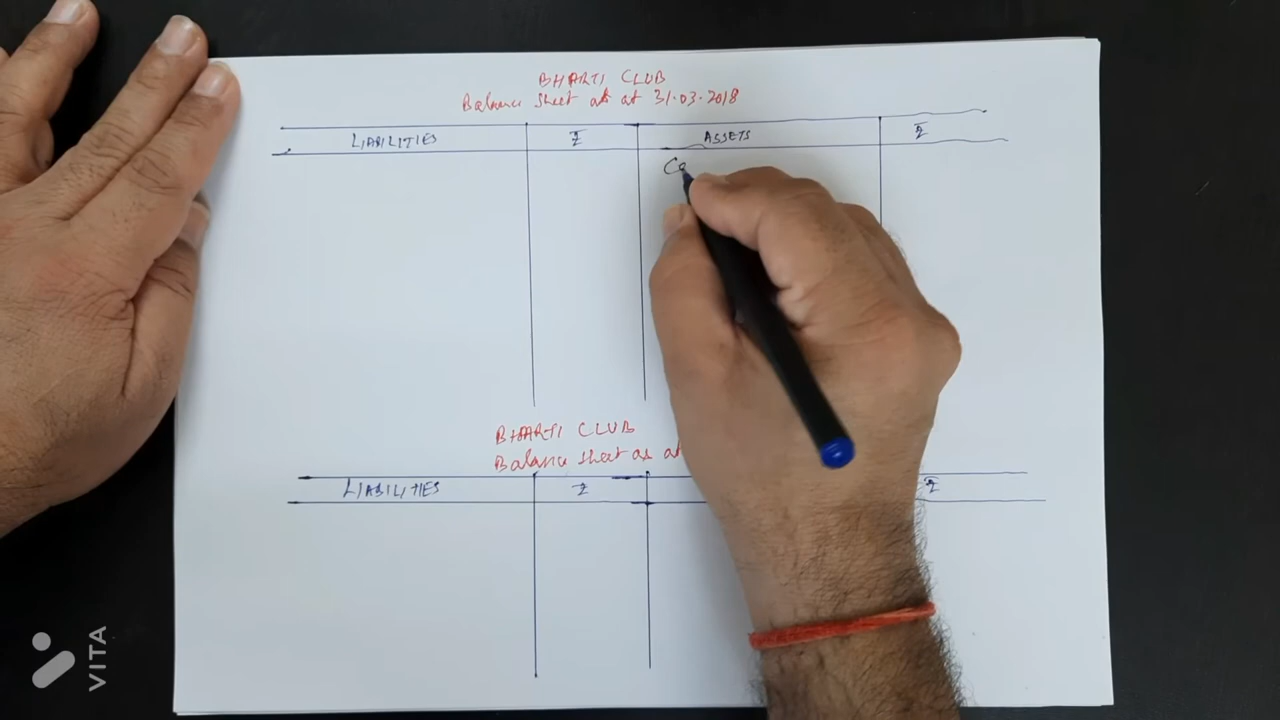 BHARTI CLUB
Balance Sheet as at 31.03.2018
LIABILITIES ₹ ASSETS ₹
Ca
BHARTI CLUB
Balance Sheet as at
LIABILITIES ₹ ₹
VITA